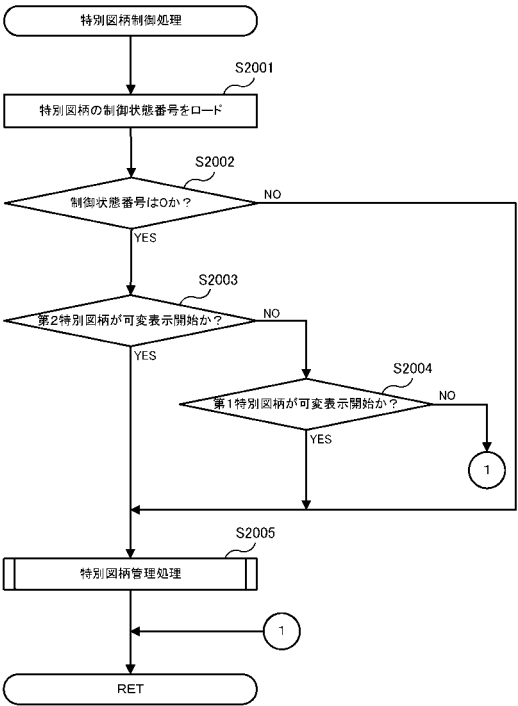 特別図柄制御処理
S2001
特別図柄の制御状態番号をロード
S2002
制御状態番号は0か？
NO
YES
S2003
第2特別図柄が可変表示開始か？
NO
YES
S2004
第1特別図柄が可変表示開始か？
NO
YES
1
S2005
特別図柄管理処理
1
RET